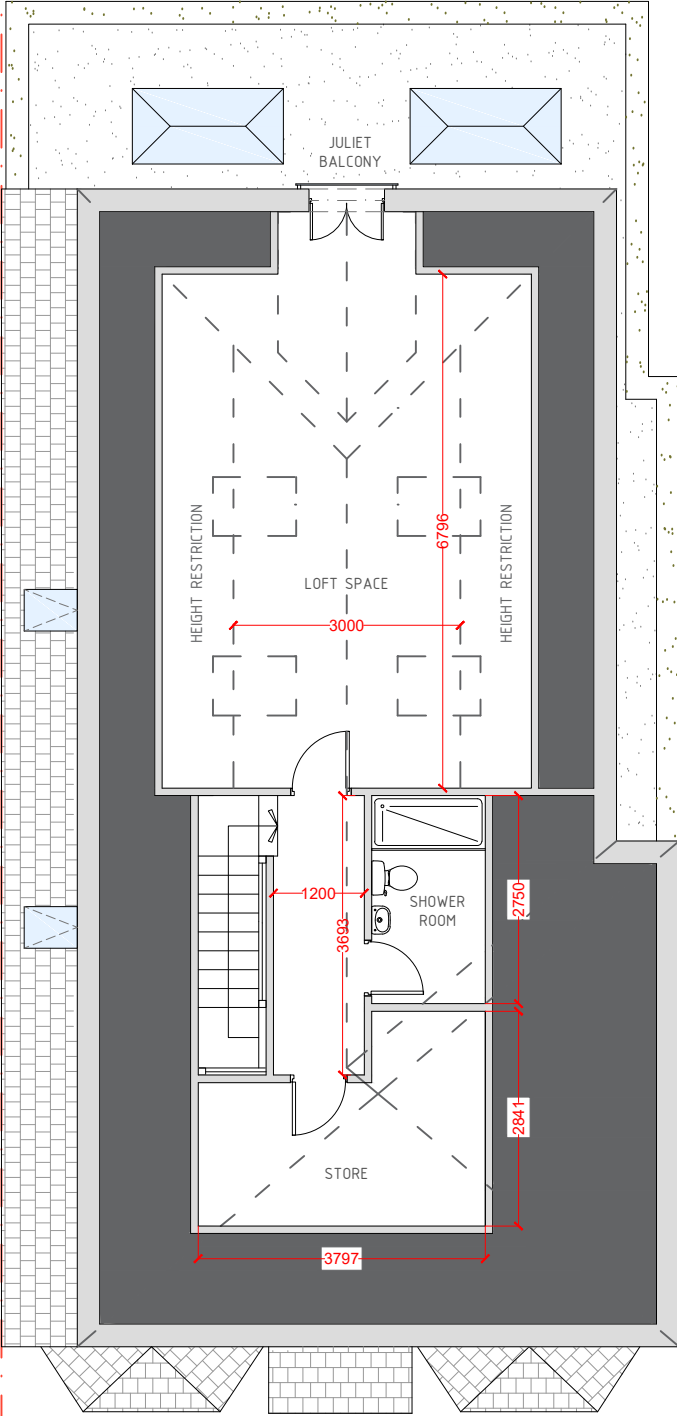 JULIET
BALCONY
6796
HEIGHT RESTRICTION
HEIGHT RESTRICTION
LOFT SPACE
3000
1200
3693
SHOWER
ROOM
2750
2841
STORE
3797